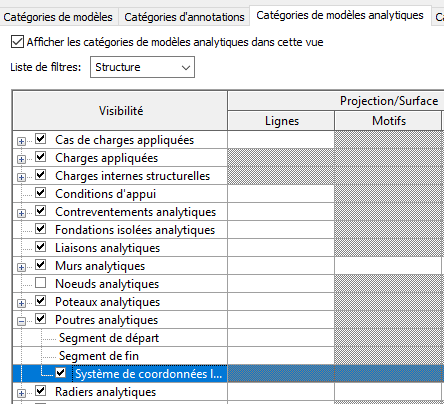 Catégories de modèles Catégories d'annotations Catégories de modèles analytiques
Afficher les catégories de modèles analytiques dans cette vue
Liste de filtres: Structure
Visibilité
Projection/Surface
Lignes Motifs
Cas de charges appliquées
Charges appliquées
Charges internes structurelles
Conditions d'appui
Contreventements analytiques
Fondations isolées analytiques
Liaisons analytiques
Murs analytiques
Noeuds analytiques
Poteaux analytiques
Poutres analytiques
Segment de départ
Segment de fin
Système de coordonnées l...
Radiers analytiques